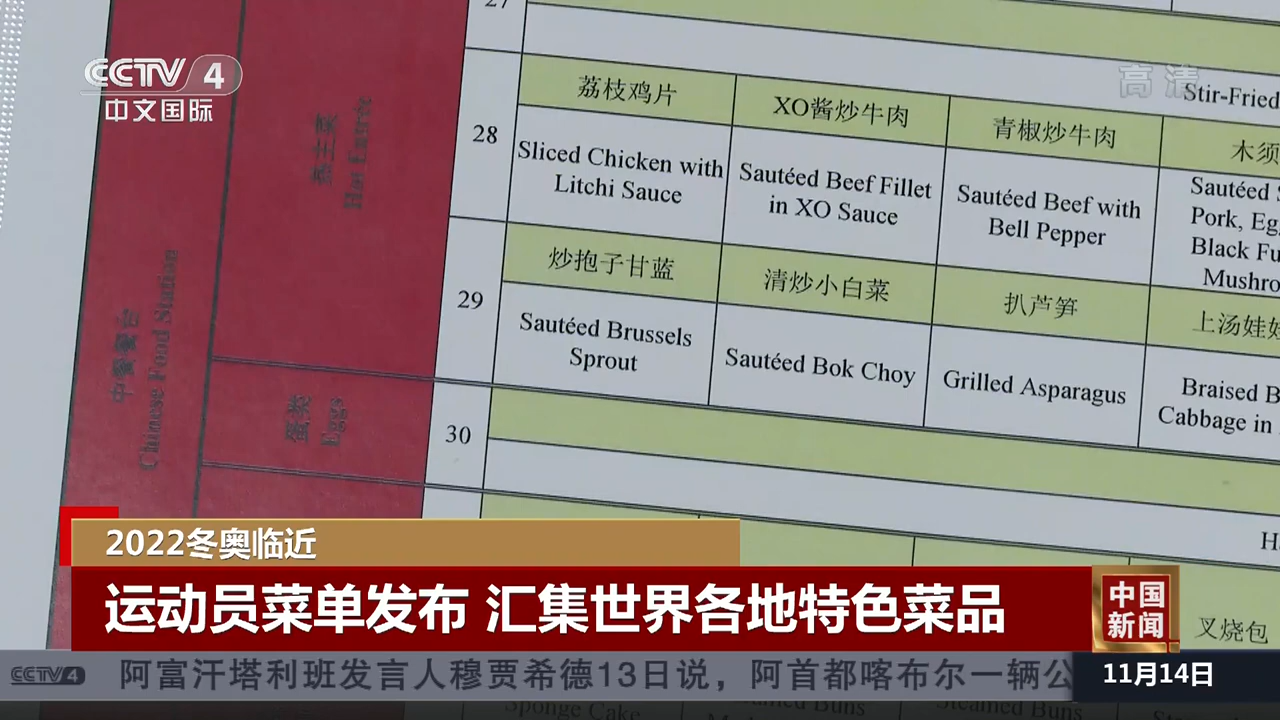 27
CCTV 4
中文国际
高清
Stir-Fried
热主菜
Hot Entrée
28
荔枝鸡片
XO酱炒牛肉
青椒炒牛肉
木须
Sliced Chicken with
Litchi Sauce
Sautéed Beef Fillet
in XO Sauce
Sautéed Beef with
Bell Pepper
Sautéed
Pork,
Black
29
炒抱子甘蓝
清炒小白菜
扒芦笋
上汤娃
Sautéed Brussels
Sprout
Sautéed Bok Choy
Grilled Asparagus
Braised
Cabbage in
中餐餐台
Chinese Food Station
蛋类
Eggs
30
2022冬奥临近
运动员菜单发布 汇集世界各地特色菜品
中国
新闻
叉烧包
CCTV 4
阿富汗塔利班发言人穆贾希德13日说，阿首都喀布尔一辆公
11月14日
Sponge Cake
Buns
Steamed Buns